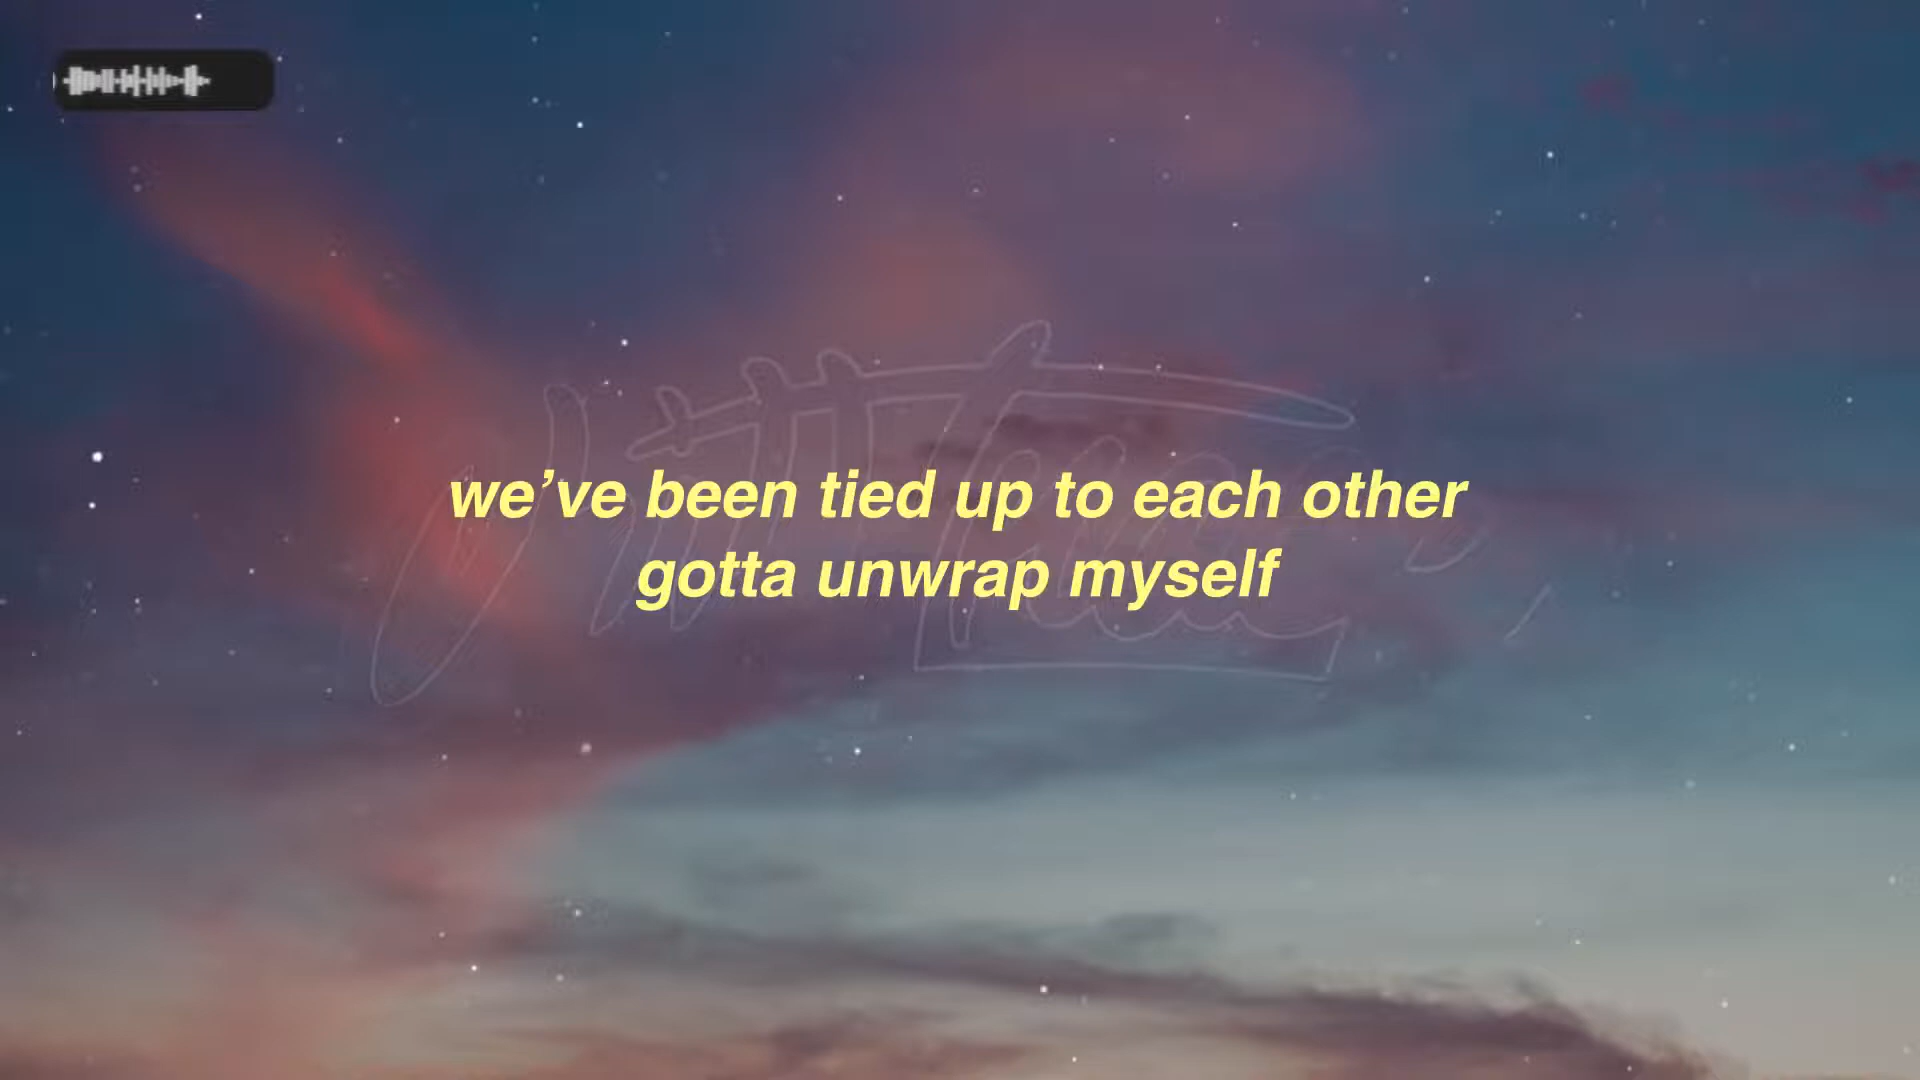 we’ve been tied up to each other
gotta unwrap myself